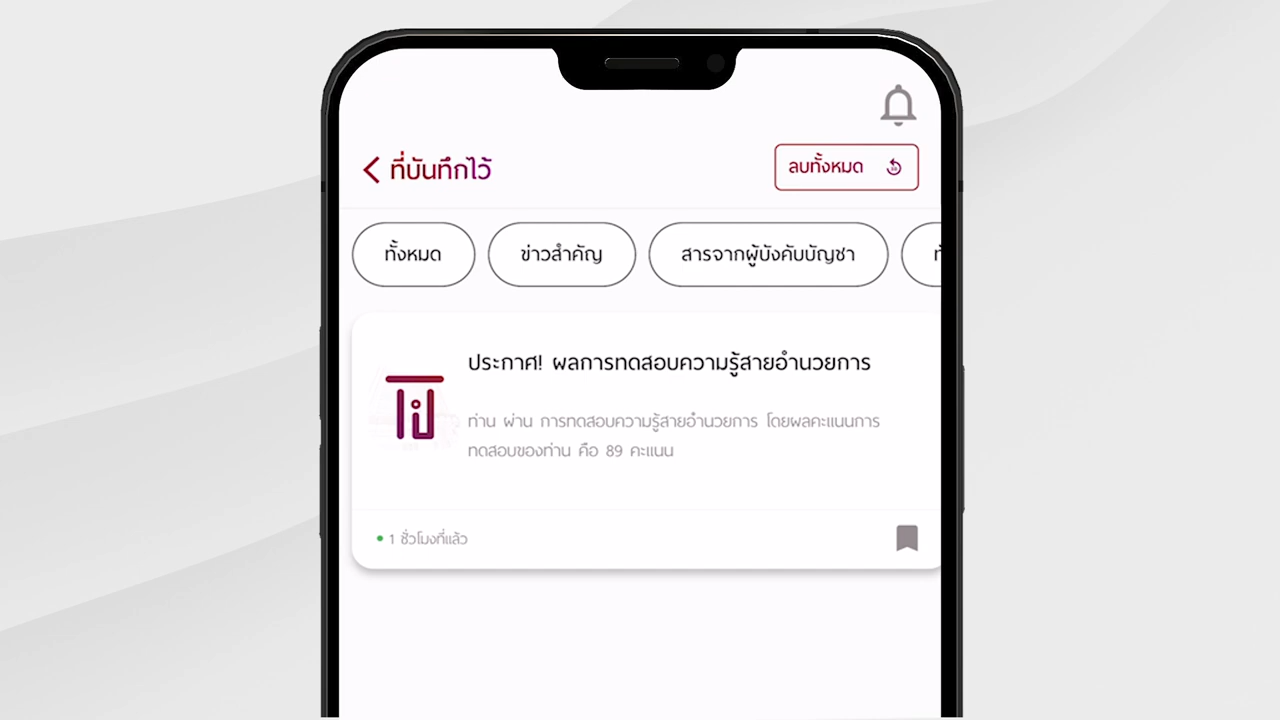 ที่บันทึกไว้
ลบทั้งหมด
ทั้งหมด
ข่าวสำคัญ
สารจากผู้บังคับบัญชา
ประกาศ! ผลการทดสอบความรู้สายอำนวยการ
ท่าน ผ่าน การทดสอบความรู้สายอำนวยการ โดยผลคะแนนการ
ทดสอบของท่าน คือ 89 คะแนน
1 ชั่วโมงที่แล้ว